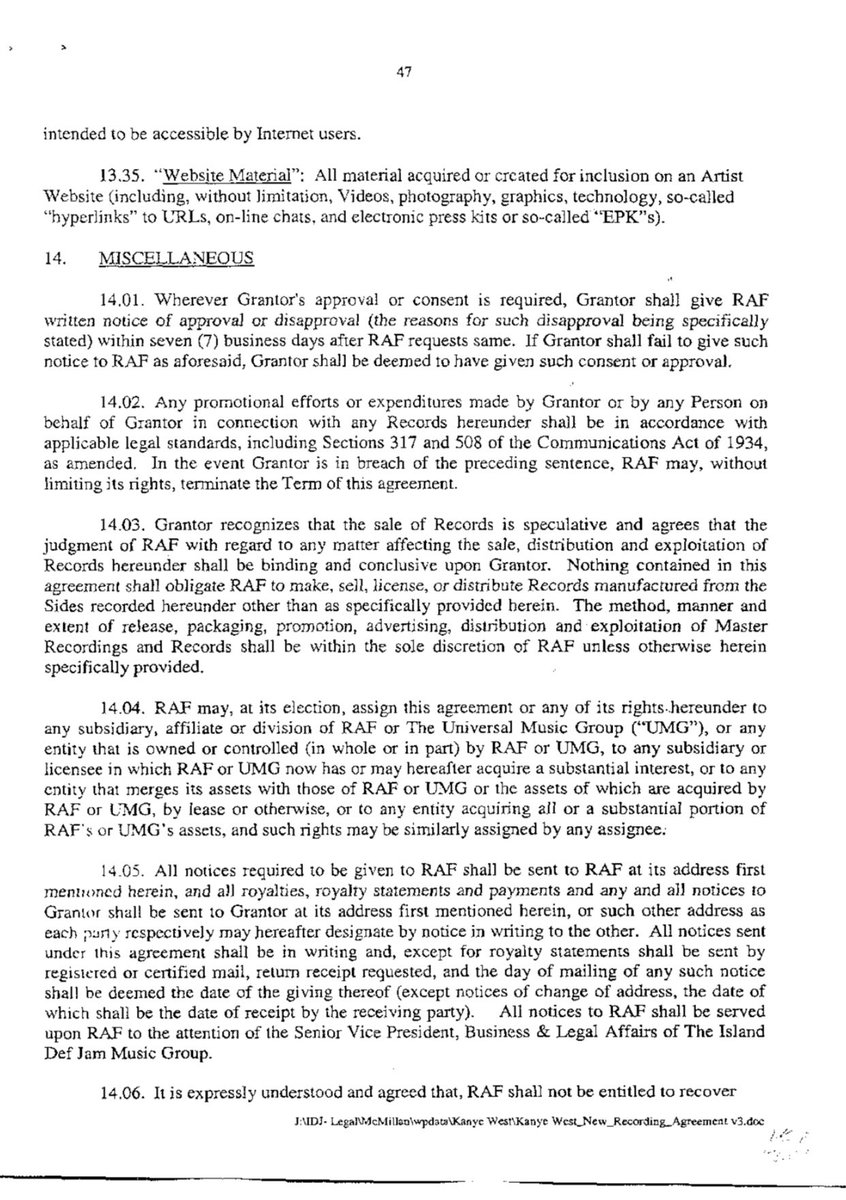 47
intended to be accessible by Internet users.
13.35. “Website Material”: All material acquired or created for inclusion on an Artist
Website (including, without limitation, Videos, photography, graphics, technology, so-called
“hyperlinks” to URLs, on-line chats, and electronic press kits or so-called “EPK”s).
14. MISCELLANEOUS
14.01. Wherever Grantor's approval or consent is required, Grantor shall give RAF
written notice of approval or disapproval (the reasons for such disapproval being specifically
stated) within seven (7) business days after RAF requests same. If Grantor shall fail to give such
notice to RAF as aforesaid, Grantor shall be deemed to have given such consent or approval.
14.02. Any promotional efforts or expenditures made by Grantor or by any Person on
behalf of Grantor in connection with any Records hereunder shall be in accordance with
applicable legal standards, including Sections 317 and 508 of the Communications Act of 1934,
as amended. In the event Grantor is in breach of the preceding sentence, RAF may, without
limiting its rights, terminate the Term of this agreement.
14.03. Grantor recognizes that the sale of Records is speculative and agrees that the
judgment of RAF with regard to any matter affecting the sale, distribution and exploitation of
Records hereunder shall be binding and conclusive upon Grantor. Nothing contained in this
agreement shall obligate RAF to make, sell, license, or distribute Records manufactured from the
Sides recorded hereunder other than as specifically provided herein. The method, manner and
extent of release, packaging, promotion, advertising, distribution and exploitation of Master
Recordings and Records shall be within the sole discretion of RAF unless otherwise herein
specifically provided.
14.04. RAF may, at its election, assign this agreement or any of its rights hereunder to
any subsidiary, affiliate or division of RAF or The Universal Music Group (“UMG”), or any
entity that is owned or controlled (in whole or in part) by RAF or UMG, to any subsidiary or
licensee in which RAF or UMG now has or may hereafter acquire a substantial interest, or to any
entity that merges its assets with those of RAF or UMG or the assets of which are acquired by
RAF or UMG, by lease or otherwise, or to any entity acquiring all or a substantial portion of
RAF's or UMG's assets, and such rights may be similarly assigned by any assignee.
14.05. All notices required to be given to RAF shall be sent to RAF at its address first
mentioned herein, and all royalties, royalty statements and payments and any and all notices to
Grantor shall be sent to Grantor at its address first mentioned herein, or such other address as
each party respectively may hereafter designate by notice in writing to the other. All notices sent
under this agreement shall be in writing and, except for royalty statements shall be sent by
registered or certified mail, return receipt requested, and the day of mailing of any such notice
shall be deemed the date of the giving thereof (except notices of change of address, the date of
which shall be the date of receipt by the receiving party). All notices to RAF shall be served
upon RAF to the attention of the Senior Vice President, Business & Legal Affairs of The Island
Def Jam Music Group.
14.06. It is expressly understood and agreed that, RAF shall not be entitled to recover
J:\IDJ- Legal\McMillan\wpdata\Kanye West\Kanye West_New_Recording_Agreement v3.doc